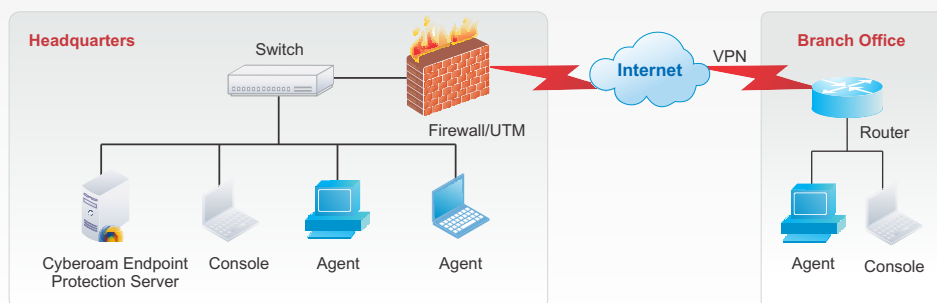 Headquarters
Switch
Firewall/UTM
Internet
VPN
Branch Office
Router
Cyberoam Endpoint
Protection Server
Console
Agent
Agent
Agent
Console